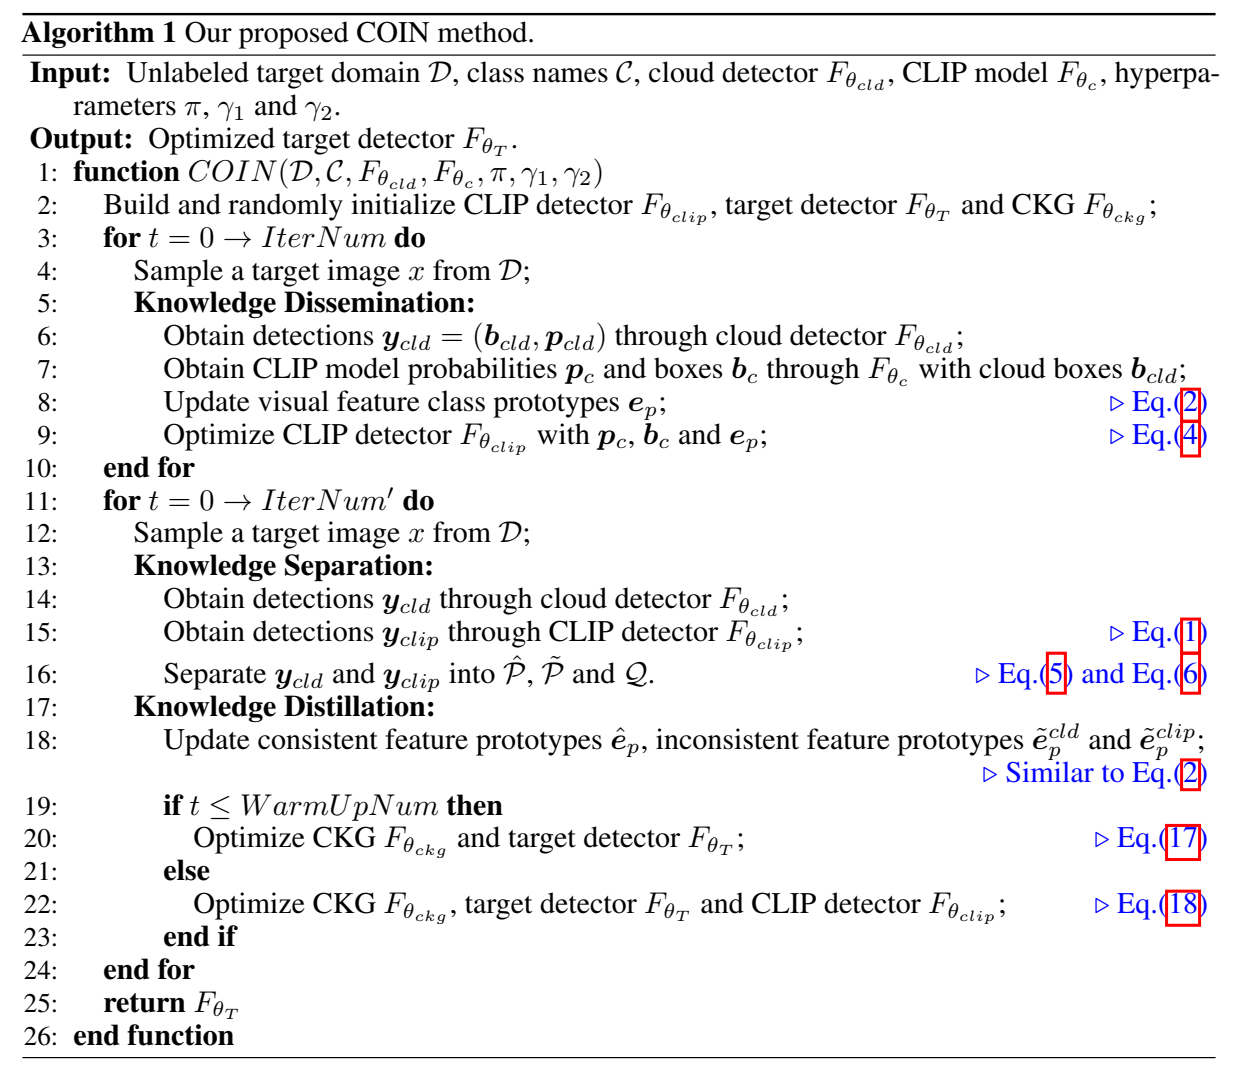 Algorithm 1 Our proposed COIN method.
Input: Unlabeled target domain $\mathcal{D}$, class names $\mathcal{C}$, cloud detector $F_{\theta_{cld}}$, CLIP model $F_{\theta_c}$, hyperpa-
rameters $\pi$, $\gamma_1$ and $\gamma_2$.
Output: Optimized target detector $F_{\theta_T}$.
1: function $COIN(\mathcal{D}, \mathcal{C}, F_{\theta_{cld}}, F_{\theta_c}, \pi, \gamma_1, \gamma_2)$
2: Build and randomly initialize CLIP detector $F_{\theta_{clip}}$, target detector $F_{\theta_T}$ and CKG $F_{\theta_{ckg}}$;
3: for $t = 0 \rightarrow IterNum$ do
4: Sample a target image $x$ from $\mathcal{D}$;
5: Knowledge Dissemination:
6: Obtain detections $\boldsymbol{y}_{cld} = (\boldsymbol{b}_{cld}, \boldsymbol{p}_{cld})$ through cloud detector $F_{\theta_{cld}}$;
7: Obtain CLIP model probabilities $\boldsymbol{p}_c$ and boxes $\boldsymbol{b}_c$ through $F_{\theta_c}$ with cloud boxes $\boldsymbol{b}_{cld}$;
8: Update visual feature class prototypes $\boldsymbol{e}_p$; ▷ Eq.(2)
9: Optimize CLIP detector $F_{\theta_{clip}}$ with $\boldsymbol{p}_c$, $\boldsymbol{b}_c$ and $\boldsymbol{e}_p$; ▷ Eq.(4)
10: end for
11: for $t = 0 \rightarrow IterNum'$ do
12: Sample a target image $x$ from $\mathcal{D}$;
13: Knowledge Separation:
14: Obtain detections $\boldsymbol{y}_{cld}$ through cloud detector $F_{\theta_{cld}}$;
15: Obtain detections $\boldsymbol{y}_{clip}$ through CLIP detector $F_{\theta_{clip}}$; ▷ Eq.(1)
16: Separate $\boldsymbol{y}_{cld}$ and $\boldsymbol{y}_{clip}$ into $\hat{\mathcal{P}}$, $\tilde{\mathcal{P}}$ and $\mathcal{Q}$. ▷ Eq.(5) and Eq.(6)
17: Knowledge Distillation:
18: Update consistent feature prototypes $\hat{\boldsymbol{e}}_p$, inconsistent feature prototypes $\tilde{\boldsymbol{e}}_p^{cld}$ and $\tilde{\boldsymbol{e}}_p^{clip}$;
▷ Similar to Eq.(2)
19: if $t \leq WarmUpNum$ then
20: Optimize CKG $F_{\theta_{ckg}}$ and target detector $F_{\theta_T}$; ▷ Eq.(17)
21: else
22: Optimize CKG $F_{\theta_{ckg}}$, target detector $F_{\theta_T}$ and CLIP detector $F_{\theta_{clip}}$; ▷ Eq.(18)
23: end if
24: end for
25: return $F_{\theta_T}$
26: end function